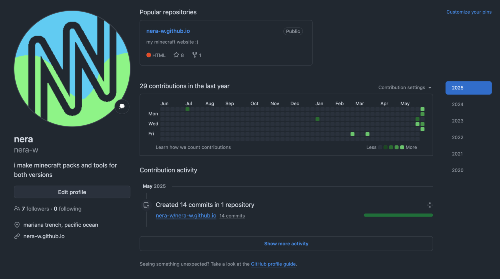 Popular repositories
Customize your pins
nera-w.github.io
Public
my minecraft website :)
HTML 6 1
29 contributions in the last year
Contribution settings
2025
2024
2023
2022
2021
2020
Jun Jul Aug Sep Oct Nov Dec Jan Feb Mar Apr May
Mon
Wed
Fri
Learn how we count contributions
Less More
nera
nera-w
i make minecraft packs and tools for
both versions
Edit profile
7 followers · 0 following
mariana trench, pacific ocean
nera-w.github.io
Contribution activity
May 2025
Created 14 commits in 1 repository
nera-w/nera-w.github.io 14 commits
Show more activity
Seeing something unexpected? Take a look at the GitHub profile guide.